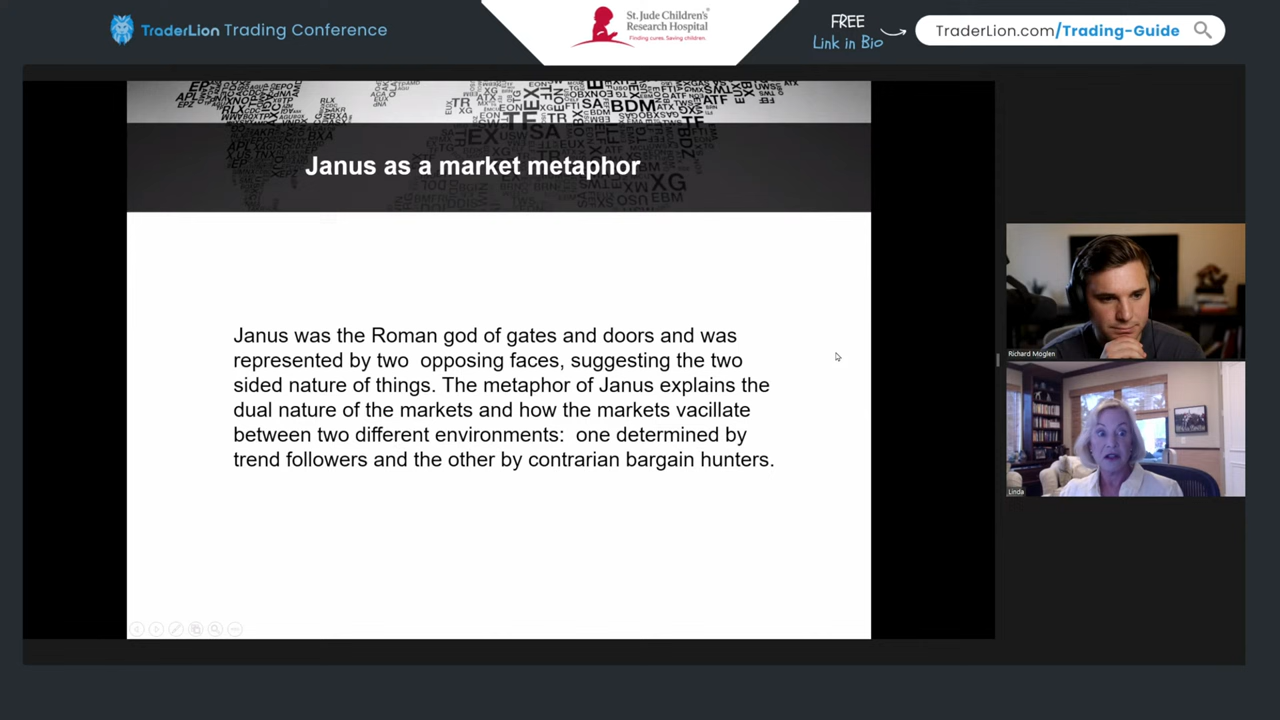 TraderLion Trading Conference
St. Jude Children's
Research Hospital
Finding cures. Saving children.
FREE
Link in Bio
TraderLion.com/Trading-Guide
Janus as a market metaphor
Janus was the Roman god of gates and doors and was
represented by two opposing faces, suggesting the two
sided nature of things. The metaphor of Janus explains the
dual nature of the markets and how the markets vacillate
between two different environments: one determined by
trend followers and the other by contrarian bargain hunters.
Richard Moglen
Linda